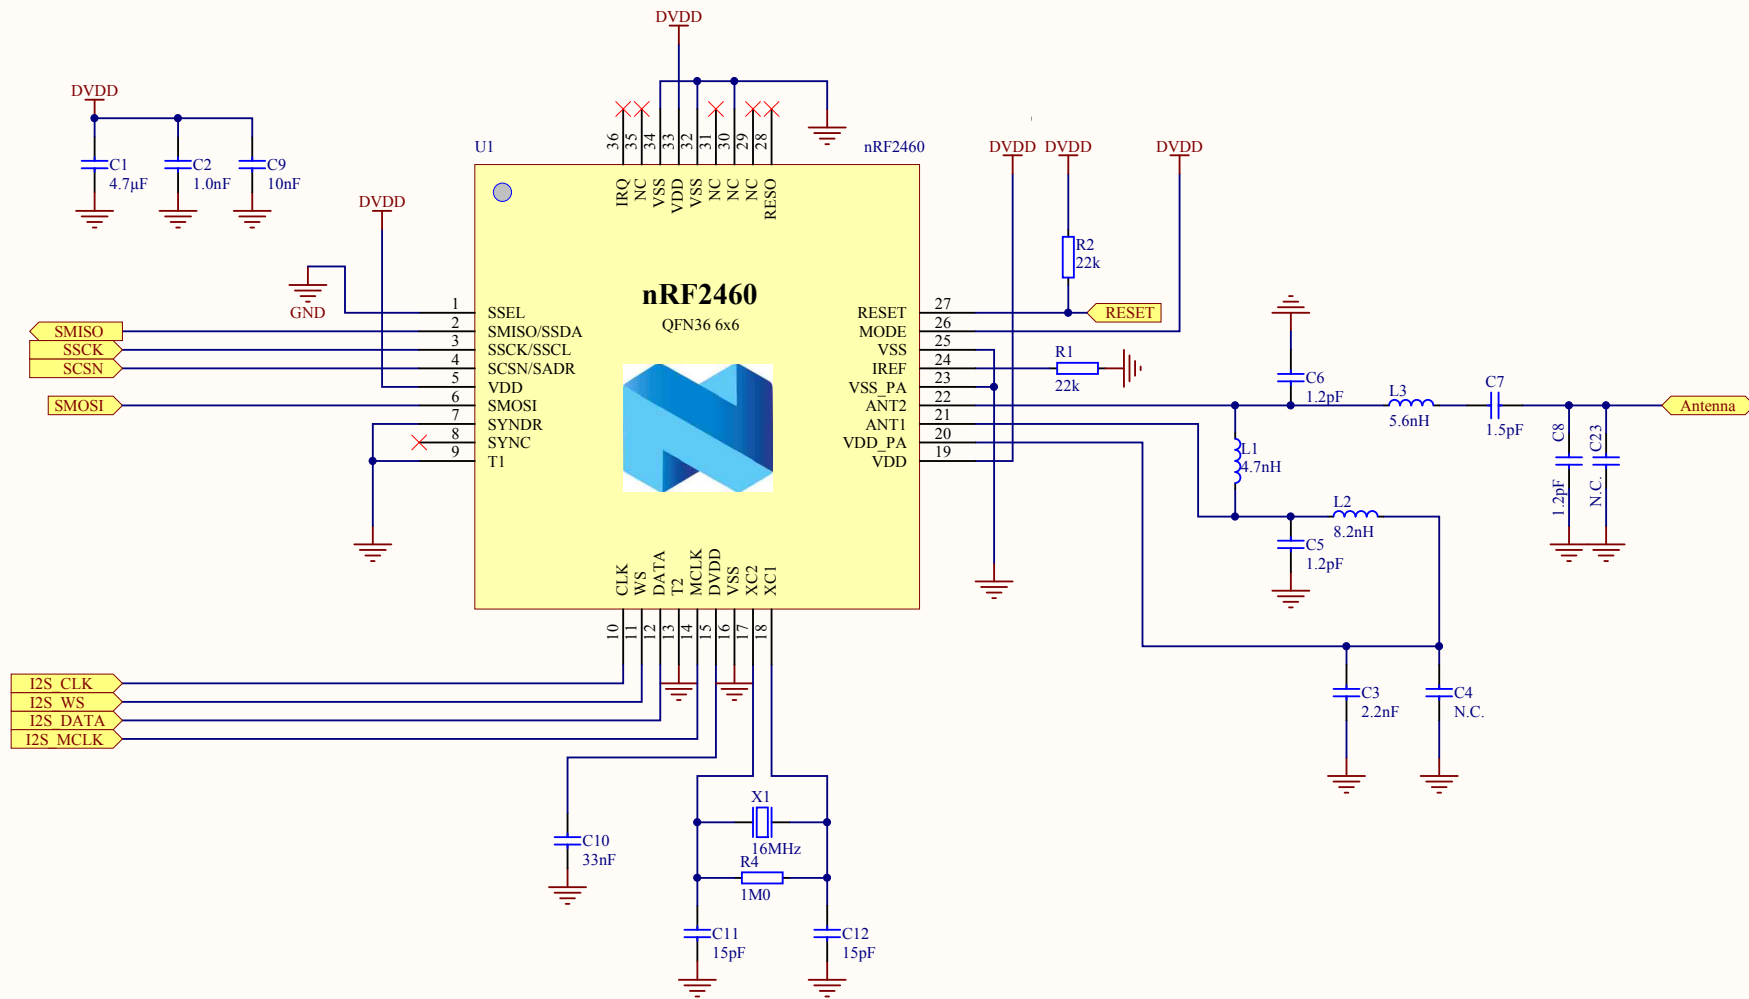 DVDD
DVDD
C1
4.7µF
C2
1.0nF
C9
10nF
DVDD
GND
U1
nRF2460
36
35
34
33
32
31
30
29
28
IRQ
NC
VSS
VDD
VSS
NC
NC
NC
RESO
nRF2460
QFN36 6x6
SMISO
SSCK
SCSN
SMOSI
1
2
3
4
5
6
7
8
9
SSEL
SMISO/SSDA
SSCK/SSCL
SCSN/SADR
VDD
SMOSI
SYNDR
SYNC
T1
RESET
MODE
VSS
IREF
VSS_PA
ANT2
ANT1
VDD_PA
VDD
27
26
25
24
23
22
21
20
19
CLK
WS
DATA
T2
MCLK
DVDD
VSS
XC2
XC1
10
11
12
13
14
15
16
17
18
DVDD
DVDD
DVDD
R2
22k
RESET
R1
22k
C6
1.2pF
L3
5.6nH
C7
1.5pF
Antenna
C8
1.2pF
C23
N.C.
L1
4.7nH
L2
8.2nH
C5
1.2pF
C3
2.2nF
C4
N.C.
I2S_CLK
I2S_WS
I2S_DATA
I2S_MCLK
C10
33nF
X1
16MHz
R4
1M0
C11
15pF
C12
15pF